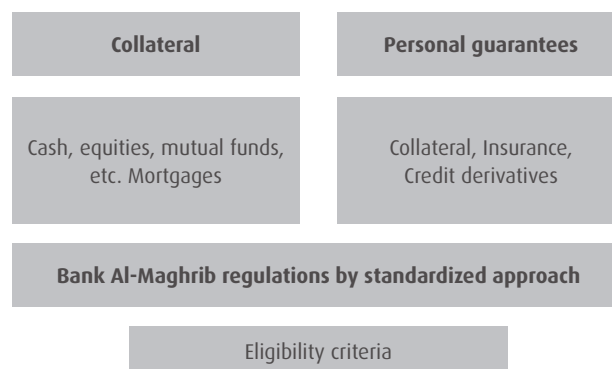 Collateral
Personal guarantees
Cash, equities, mutual funds,
etc. Mortgages
Collateral, Insurance,
Credit derivatives
Bank Al-Maghrib regulations by standardized approach
Eligibility criteria